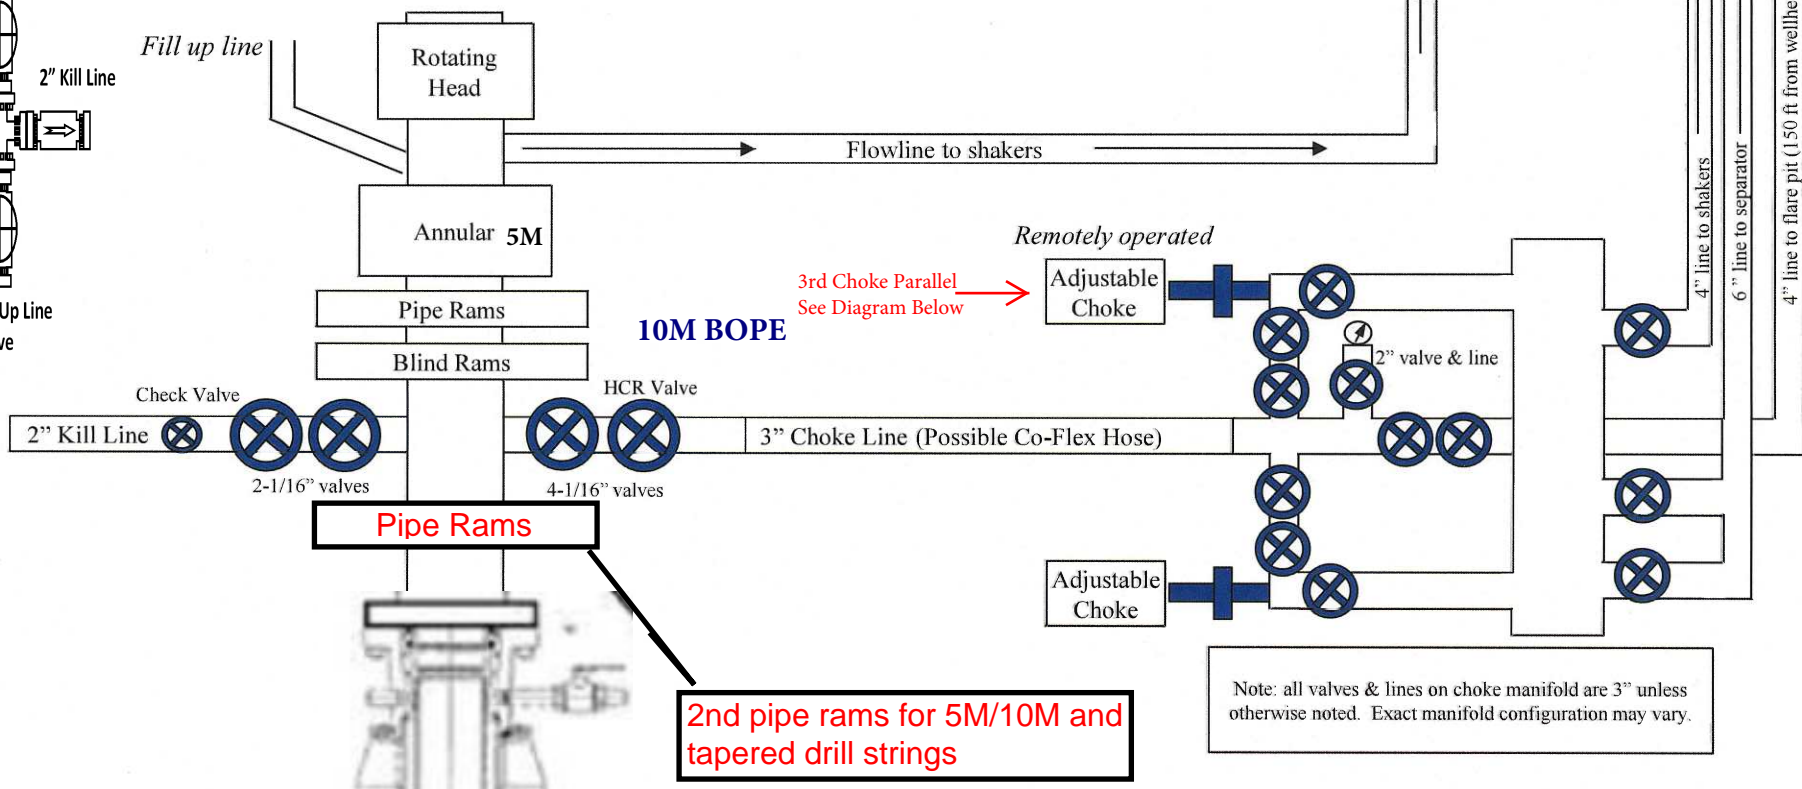 Fill up line
2” Kill Line
Up Line
ve
Rotating
Head
Flowline to shakers
Annular 5M
Pipe Rams
Blind Rams
10M BOPE
3rd Choke Parallel
See Diagram Below
Remotely operated
Adjustable
Choke
2” valve & line
Check Valve
HCR Valve
2” Kill Line
3” Choke Line (Possible Co-Flex Hose)
2-1/16” valves
4-1/16” valves
Pipe Rams
Adjustable
Choke
2nd pipe rams for 5M/10M and
tapered drill strings
Note: all valves & lines on choke manifold are 3” unless
otherwise noted. Exact manifold configuration may vary.
4” line to shakers
6” line to separator
4” line to flare pit (150 ft from wellhe